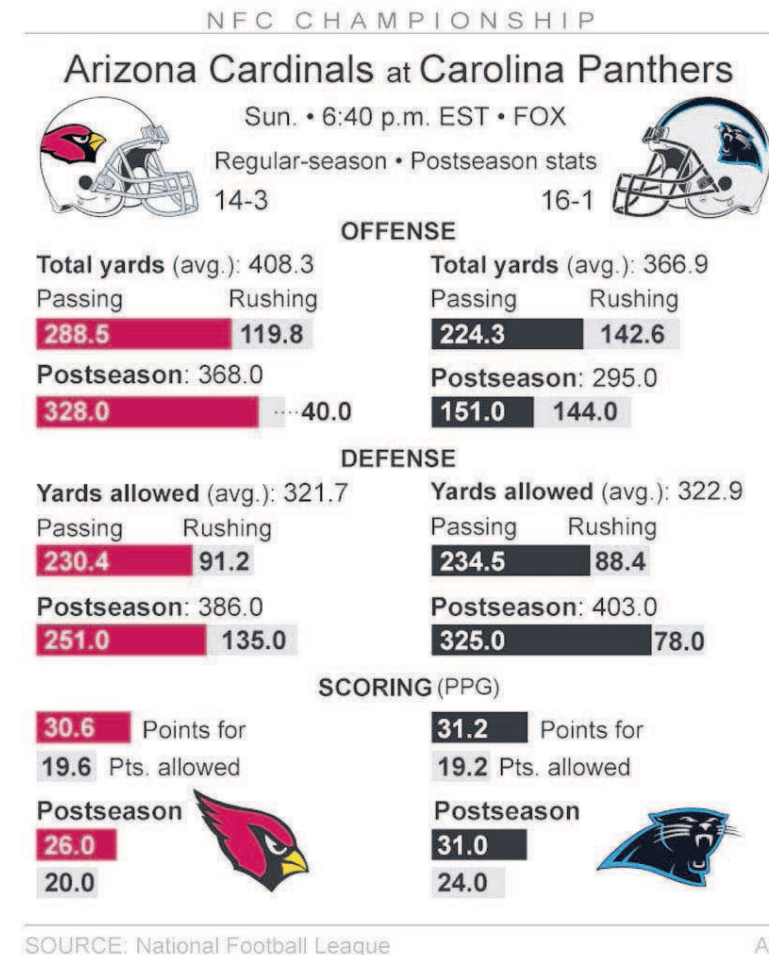 NFC CHAMPIONSHIP
Arizona Cardinals at Carolina Panthers
Sun. • 6:40 p.m. EST • FOX
Regular-season • Postseason stats
14-3 16-1
OFFENSE
Total yards (avg.): 408.3 Total yards (avg.): 366.9
Passing Rushing Passing Rushing
288.5 119.8 224.3 142.6
Postseason: 368.0 Postseason: 295.0
328.0 ....40.0 151.0 144.0
DEFENSE
Yards allowed (avg.): 321.7 Yards allowed (avg.): 322.9
Passing Rushing Passing Rushing
230.4 91.2 234.5 88.4
Postseason: 386.0 Postseason: 403.0
251.0 135.0 325.0 78.0
SCORING (PPG)
30.6 Points for 31.2 Points for
19.6 Pts. allowed 19.2 Pts. allowed
Postseason Postseason
26.0 31.0
20.0 24.0
SOURCE: National Football League A